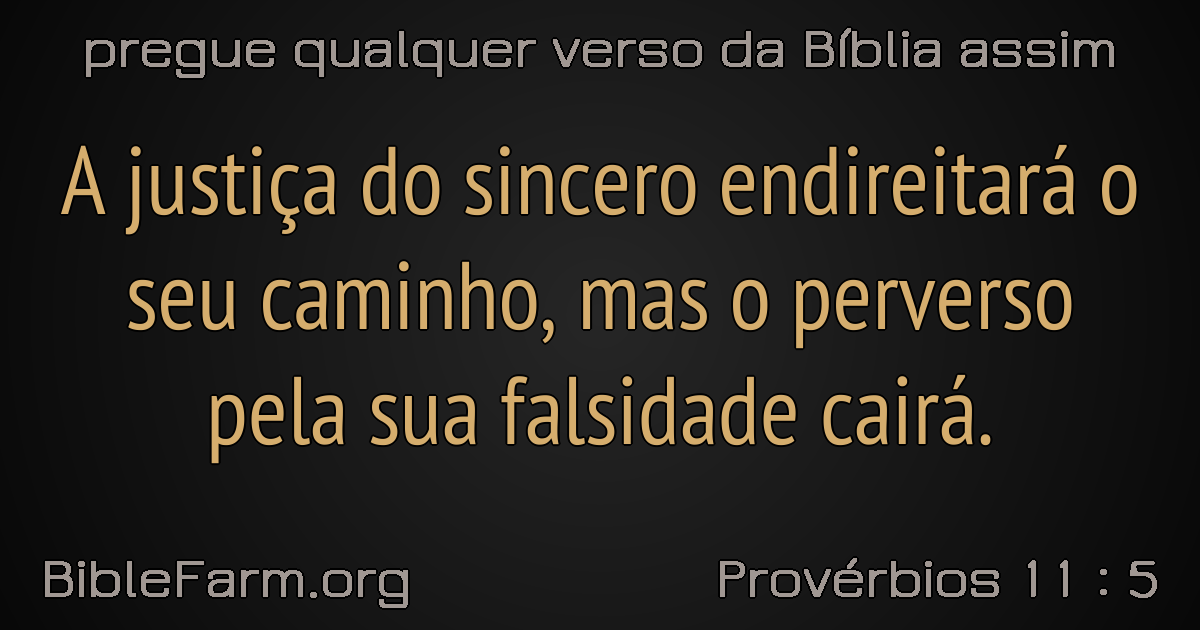 pregue qualquer verso da Bíblia assim
A justiça do sincero endireitará o
seu caminho, mas o perverso
pela sua falsidade cairá.
BibleFarm.org
Provérbios 11 : 5